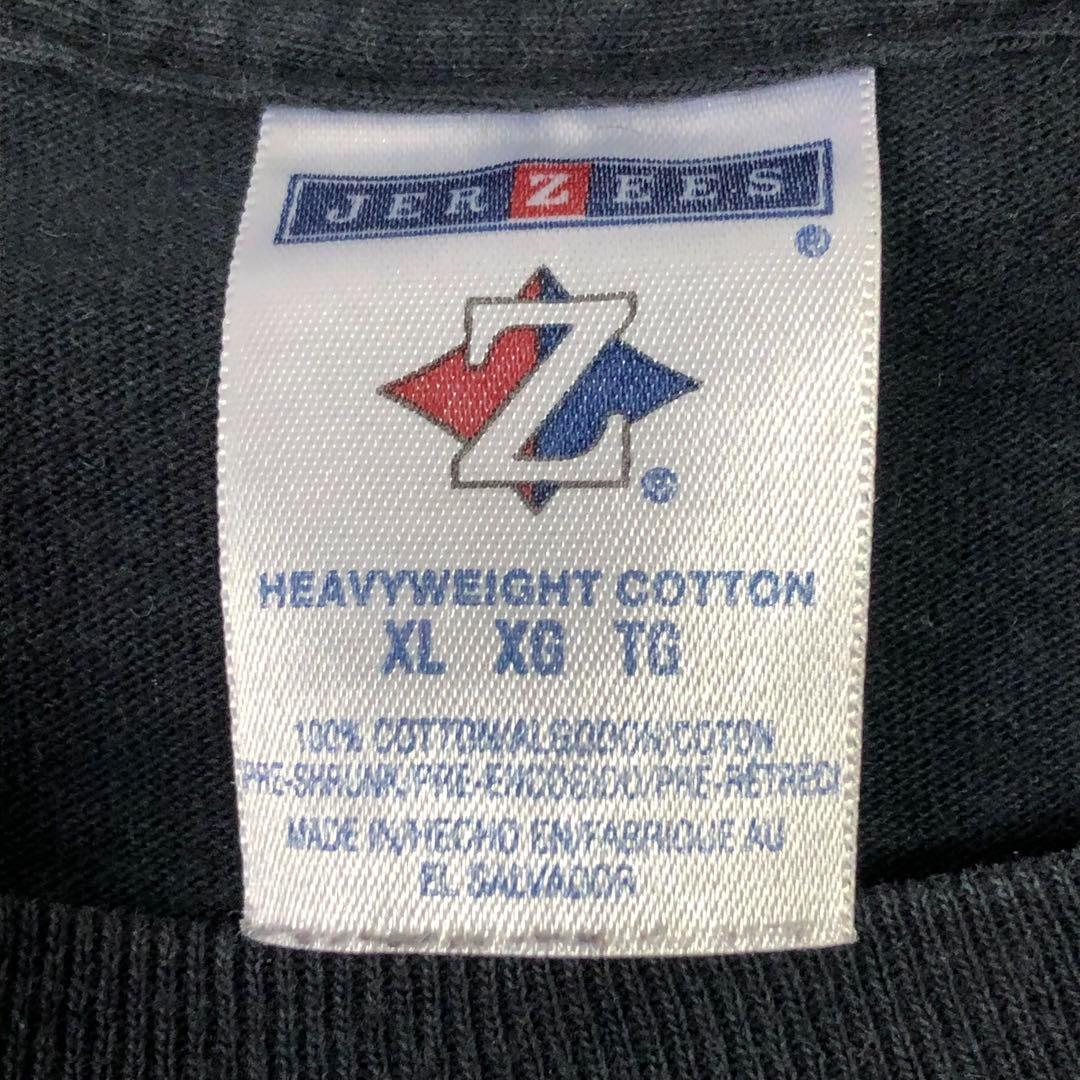 JERZEES
®
Z
®
HEAVYWEIGHT COTTON
XL XG TG
100% COTTON/ALGODON/COTON
PRE-SHRUNK/PRE-ENCOGIDO/PRE-RÉTRÉCI
MADE IN/HECHO EN/FABRIQUE AU
EL SALVADOR